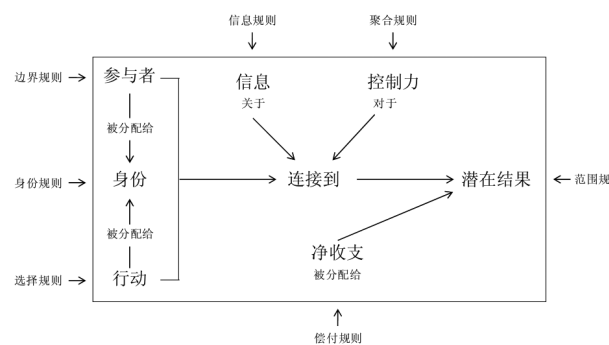 信息规则
聚合规则
边界规则
参与者
信息
关于
控制力
对于
被分配给
身份规则
身份
连接到
潜在结果
范围规
被分配给
选择规则
行动
净收支
被分配给
偿付规则